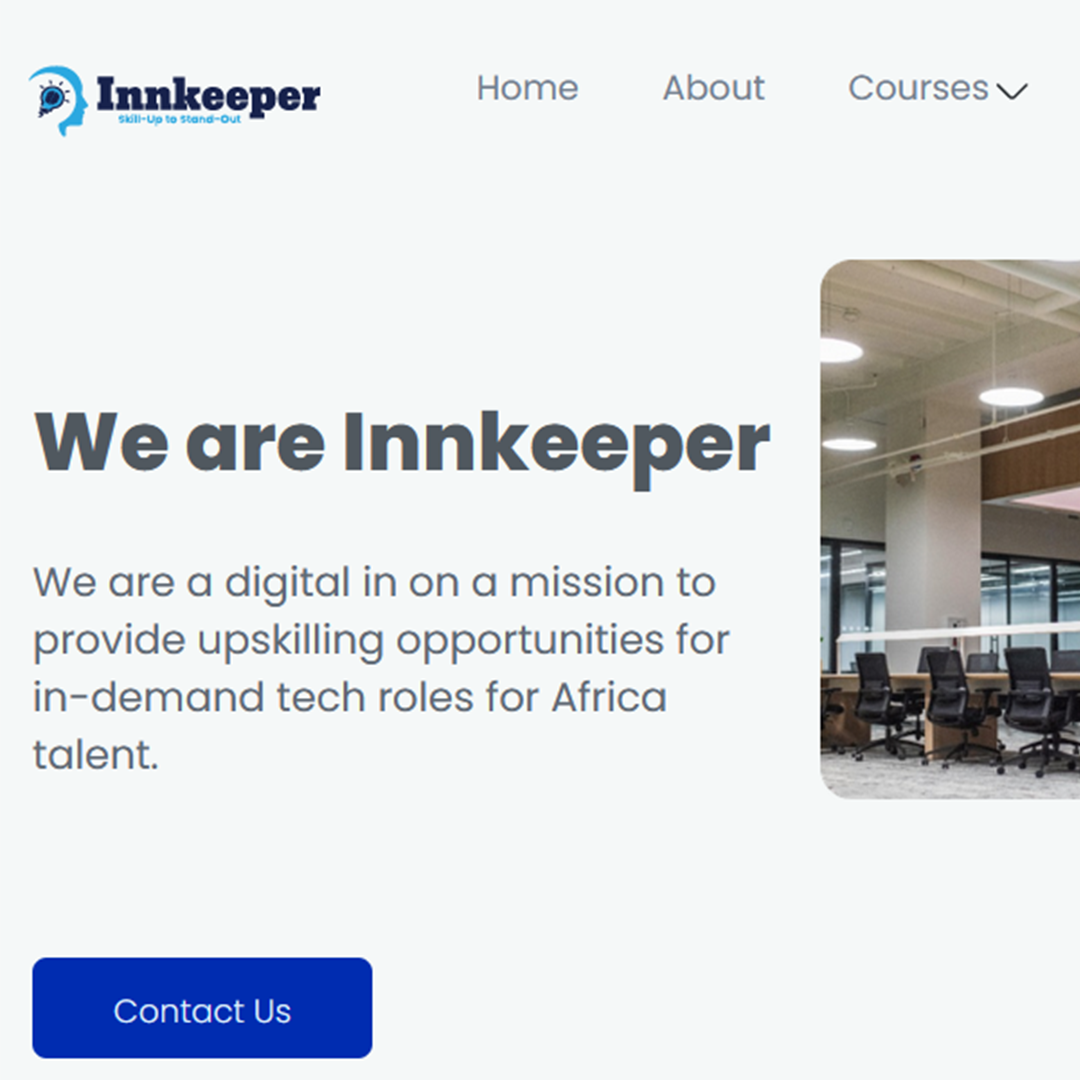 Innkeeper
Skill-Up to Stand-Out
Home About Courses
We are Innkeeper
We are a digital in on a mission to
provide upskilling opportunities for
in-demand tech roles for Africa
talent.
Contact Us